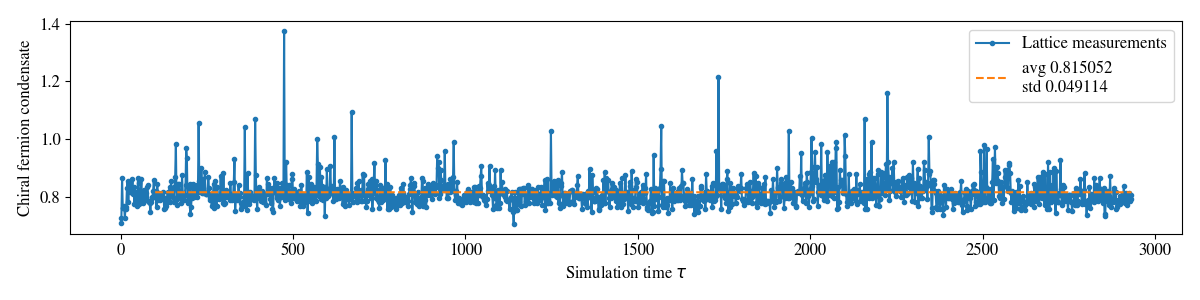 1.4
1.2
1.0
0.8
Chiral fermion condensate
Lattice measurements
avg 0.815052
std 0.049114
0
500
1000
1500
2000
2500
3000
Simulation time τ